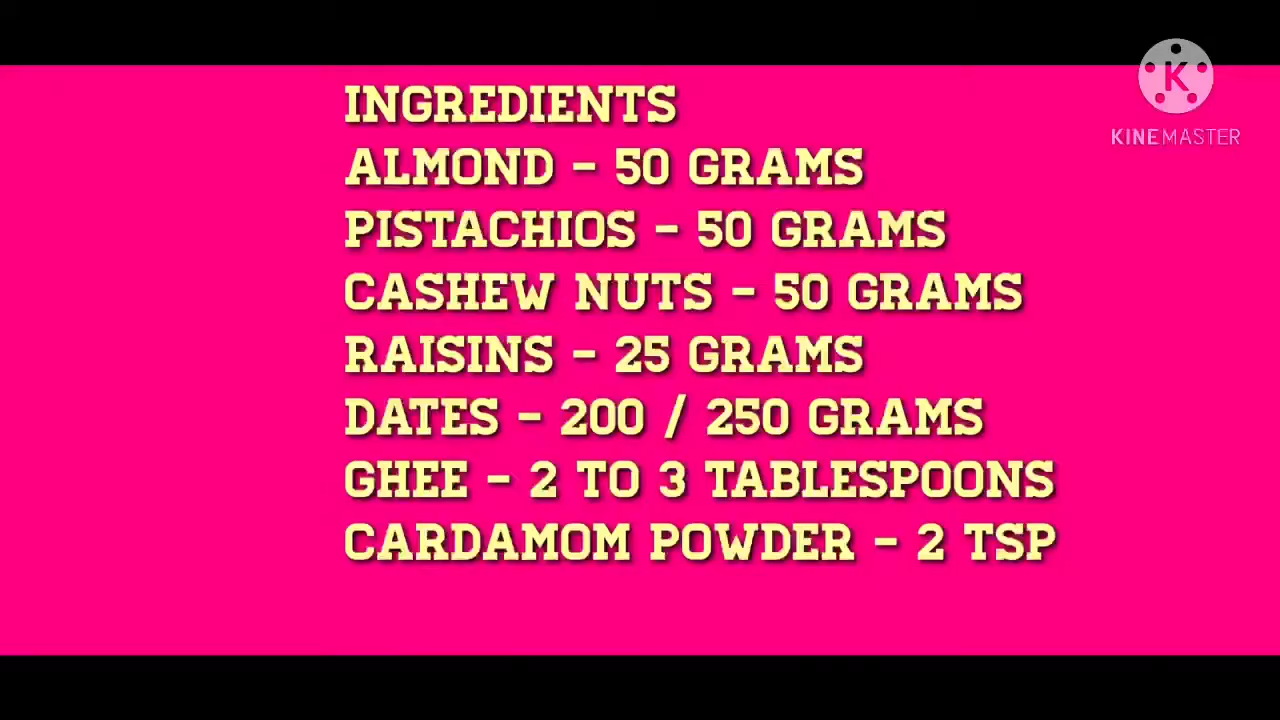 INGREDIENTS
ALMOND - 50 GRAMS
PISTACHIOS - 50 GRAMS
CASHEW NUTS - 50 GRAMS
RAISINS - 25 GRAMS
DATES - 200 / 250 GRAMS
GHEE - 2 TO 3 TABLESPOONS
CARDAMOM POWDER - 2 TSP
K
KINEMASTER